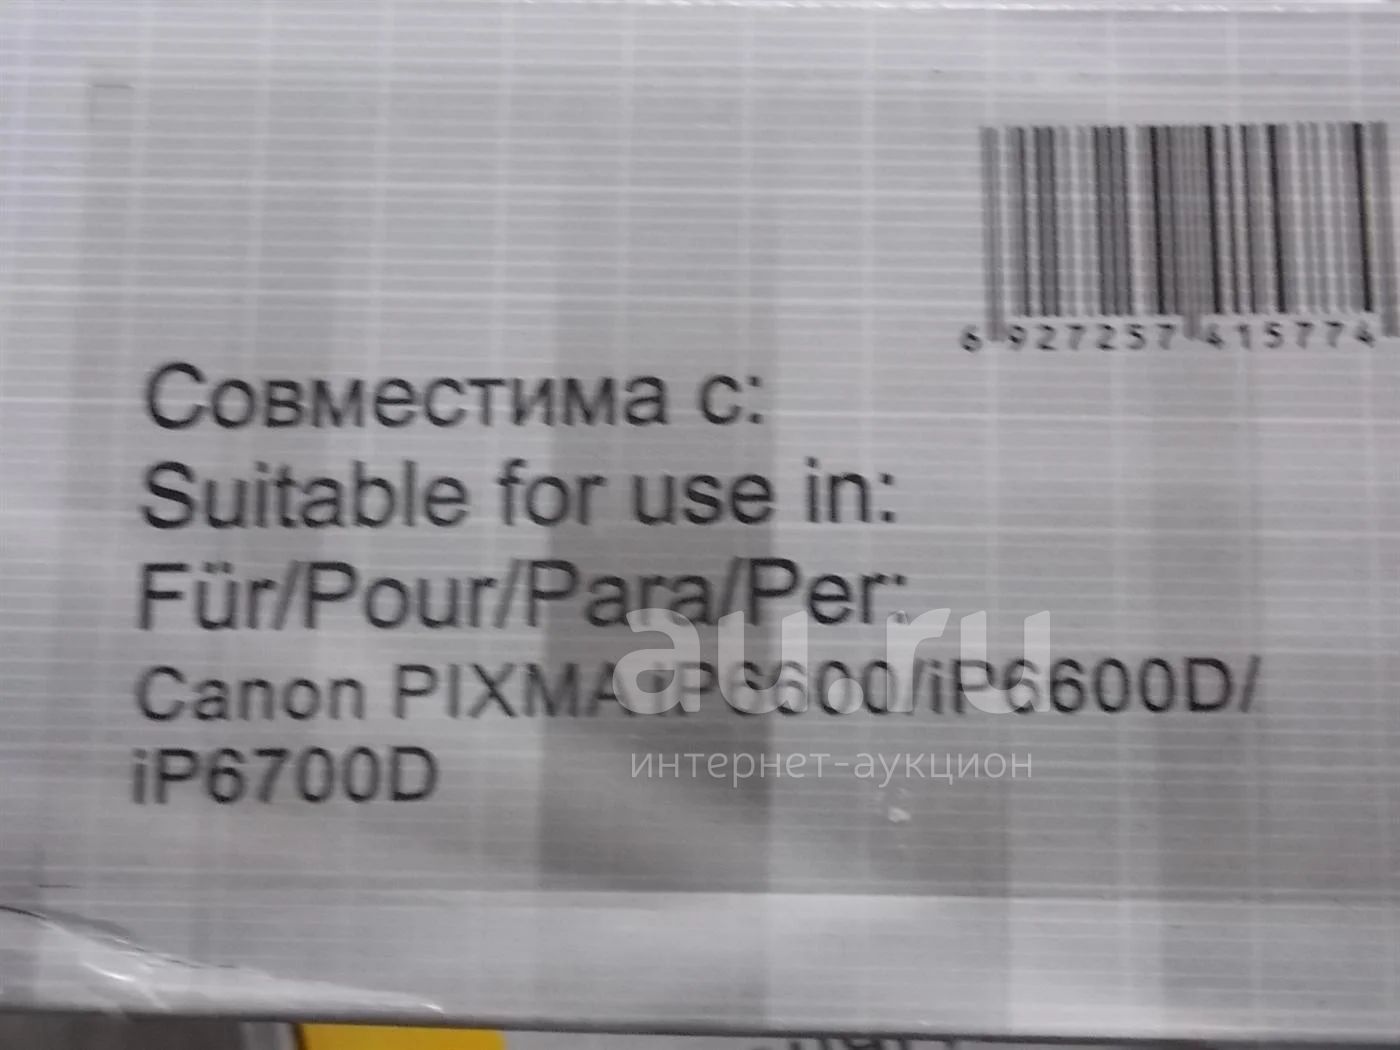 6 927257 415774
Совместима с:
Suitable for use in:
Für/Pour/Para/Per:
au.ru
Canon PIXMA iP6600/iP6600D/
iP6700D
интернет-аукцион